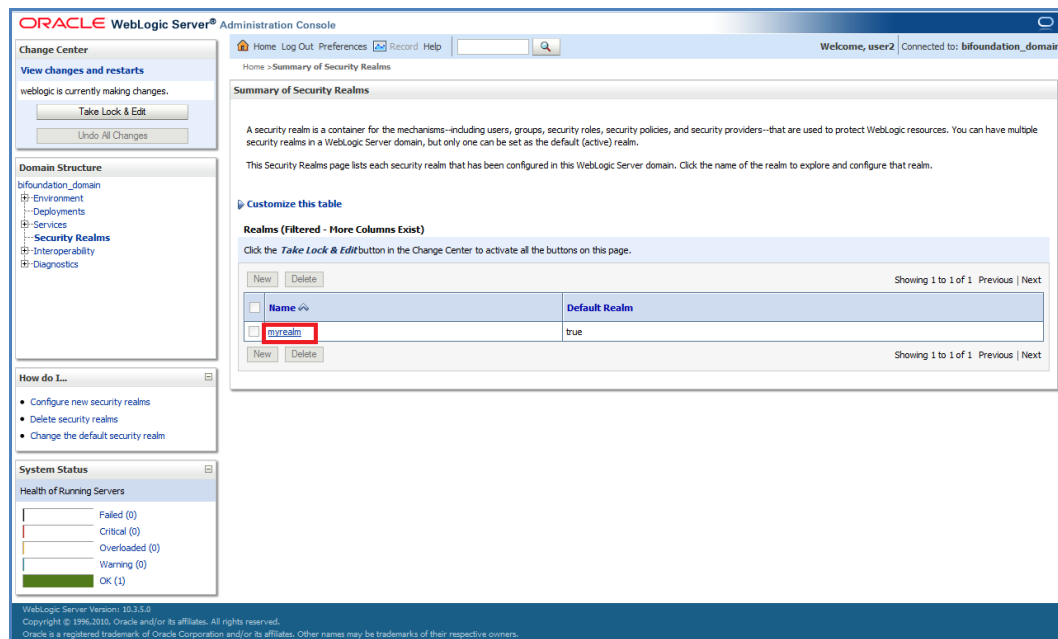 ORACLE WebLogic Server® Administration Console
Change Center
View changes and restarts
weblogic is currently making changes.
Take Lock & Edit
Undo All Changes
Domain Structure
bifoundation_domain
Environment
Deployments
Services
Security Realms
Interoperability
Diagnostics
How do I...
Configure new security realms
Delete security realms
Change the default security realm
System Status
Health of Running Servers
Failed (0)
Critical (0)
Overloaded (0)
Warning (0)
OK (1)
Home Log Out Preferences Record Help
Welcome, user2 Connected to: bifoundation_domain
Home >Summary of Security Realms
Summary of Security Realms
A security realm is a container for the mechanisms--including users, groups, security roles, security policies, and security providers--that are used to protect WebLogic resources. You can have multiple
security realms in a WebLogic Server domain, but only one can be set as the default (active) realm.
This Security Realms page lists each security realm that has been configured in this WebLogic Server domain. Click the name of the realm to explore and configure that realm.
Customize this table
Realms (Filtered - More Columns Exist)
Click the Take Lock & Edit button in the Change Center to activate all the buttons on this page.
New Delete Showing 1 to 1 of 1 Previous | Next
Name Default Realm
myrealm true
New Delete Showing 1 to 1 of 1 Previous | Next
WebLogic Server Version: 10.3.5.0
Copyright © 1996,2010, Oracle and/or its affiliates. All rights reserved.
Oracle is a registered trademark of Oracle Corporation and/or its affiliates. Other names may be trademarks of their respective owners.